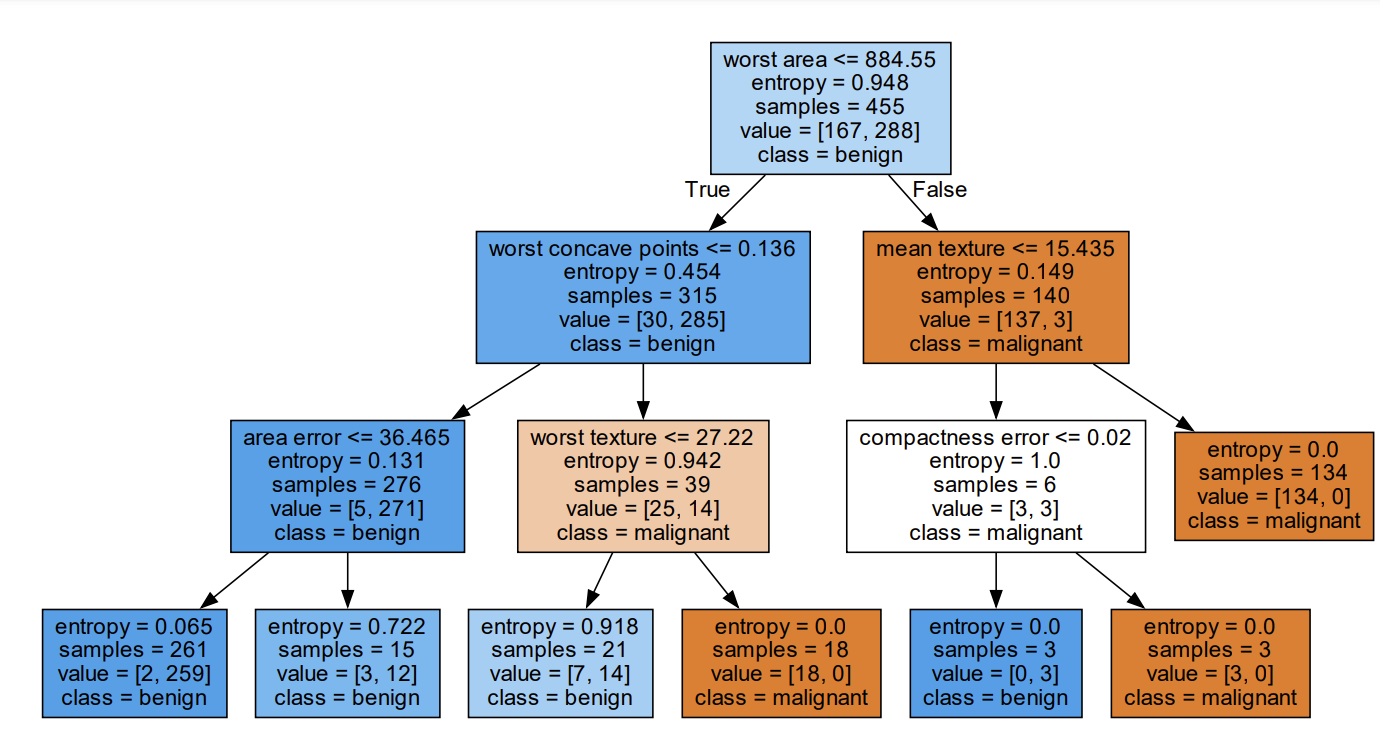 worst area <= 884.55
entropy = 0.948
samples = 455
value = [167, 288]
class = benign
True
False
worst concave points <= 0.136
entropy = 0.454
samples = 315
value = [30, 285]
class = benign
mean texture <= 15.435
entropy = 0.149
samples = 140
value = [137, 3]
class = malignant
area error <= 36.465
entropy = 0.131
samples = 276
value = [5, 271]
class = benign
worst texture <= 27.22
entropy = 0.942
samples = 39
value = [25, 14]
class = malignant
compactness error <= 0.02
entropy = 1.0
samples = 6
value = [3, 3]
class = malignant
entropy = 0.0
samples = 134
value = [134, 0]
class = malignant
entropy = 0.065
samples = 261
value = [2, 259]
class = benign
entropy = 0.722
samples = 15
value = [3, 12]
class = benign
entropy = 0.918
samples = 21
value = [7, 14]
class = benign
entropy = 0.0
samples = 18
value = [18, 0]
class = malignant
entropy = 0.0
samples = 3
value = [0, 3]
class = benign
entropy = 0.0
samples = 3
value = [3, 0]
class = malignant